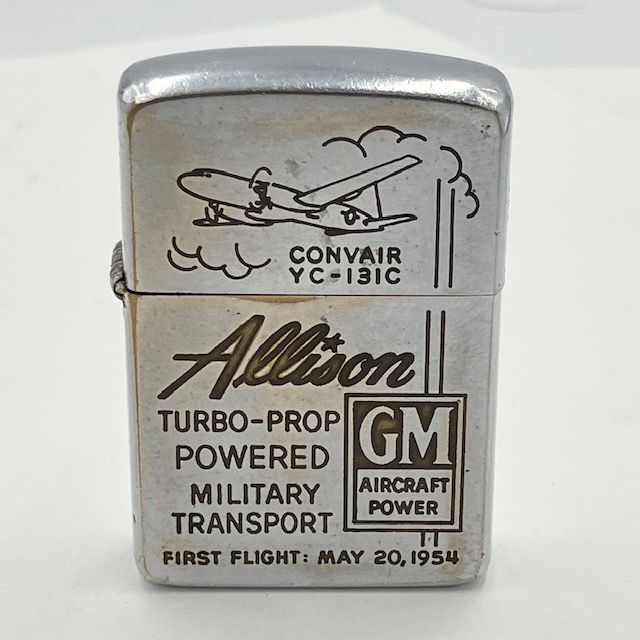 CONVAIR
YC-131C
Allison
TURBO-PROP
POWERED
MILITARY
TRANSPORT
GM
AIRCRAFT
POWER
FIRST FLIGHT: MAY 20, 1954